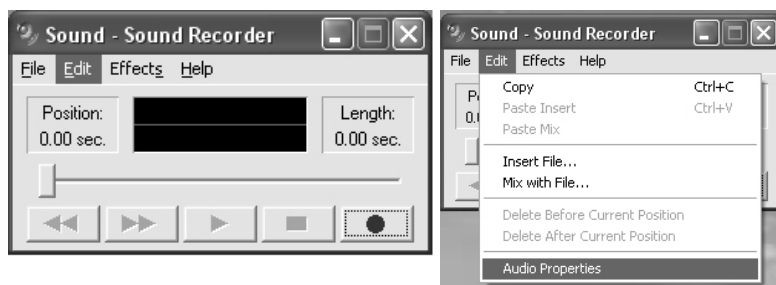 Sound - Sound Recorder
File Edit Effects Help
Position:
0.00 sec.
Length:
0.00 sec.
Sound - Sound Recorder
File Edit Effects Help
Copy Ctrl+C
Paste Insert Ctrl+V
Paste Mix
Insert File...
Mix with File...
Delete Before Current Position
Delete After Current Position
Audio Properties